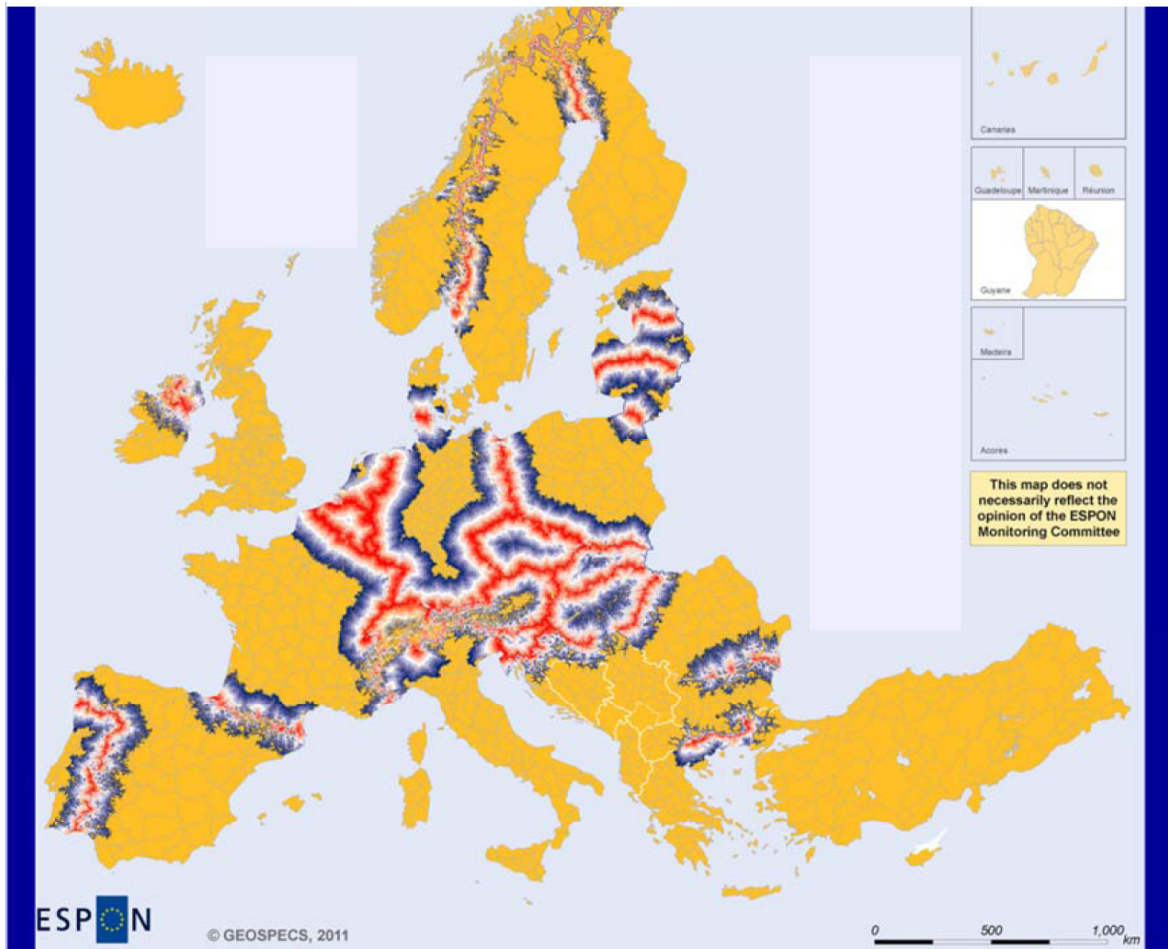 Canarias
Guadeloupe Martinique Réunion
Guyane
Madeira
Acores
This map does not
necessarily reflect the
opinion of the ESPON
Monitoring Committee
ESPON
© GEOSPECS, 2011
0 500 1,000
km